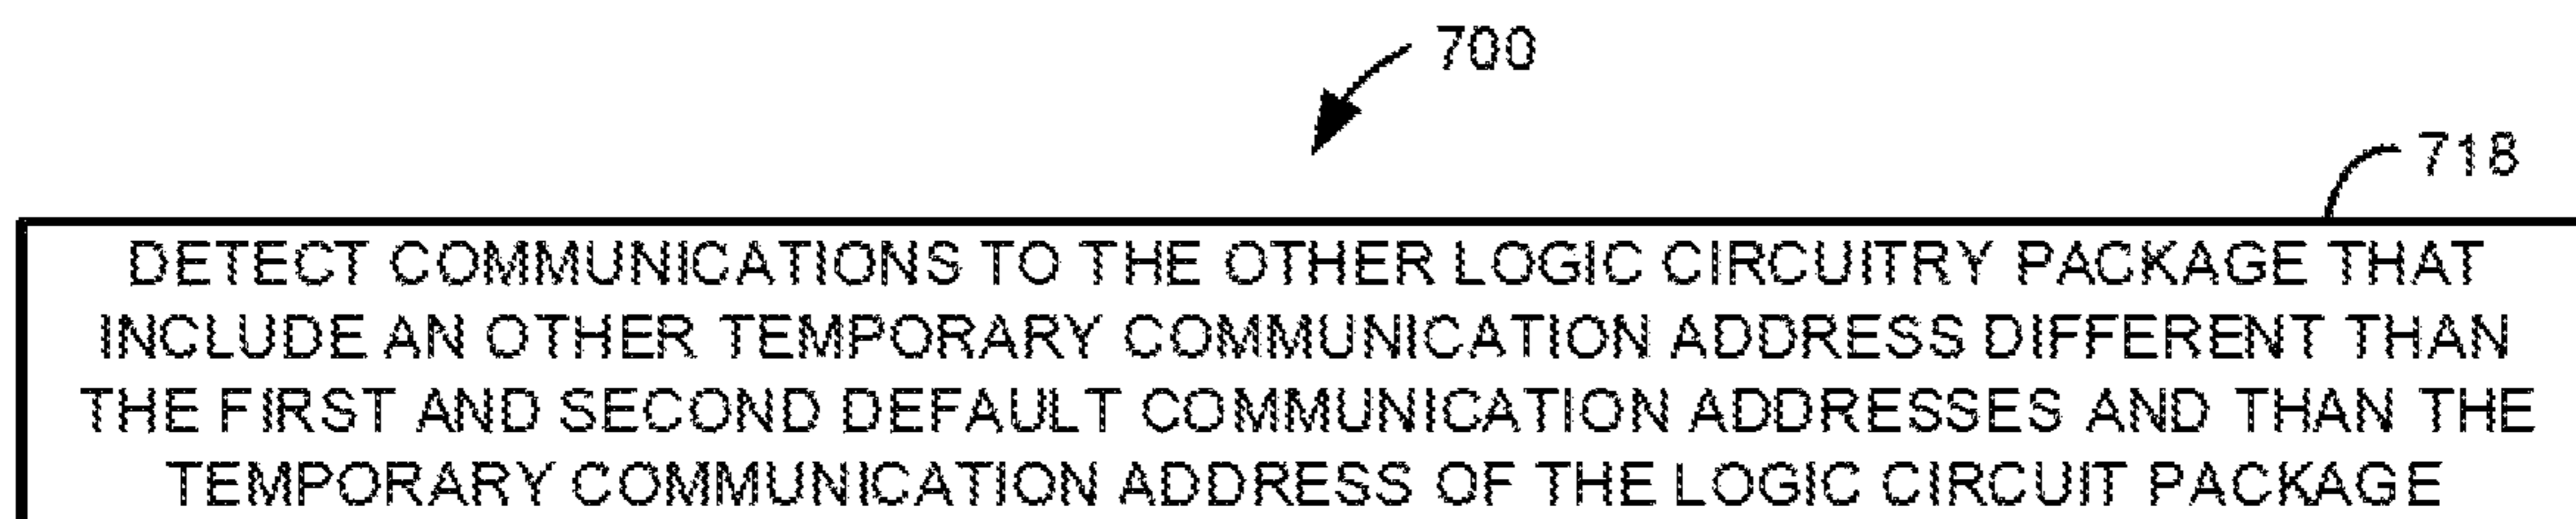 700
718
DETECT COMMUNICATIONS TO THE OTHER LOGIC CIRCUITRY PACKAGE THAT
INCLUDE AN OTHER TEMPORARY COMMUNICATION ADDRESS DIFFERENT THAN
THE FIRST AND SECOND DEFAULT COMMUNICATION ADDRESSES AND THAN THE
TEMPORARY COMMUNICATION ADDRESS OF THE LOGIC CIRCUIT PACKAGE